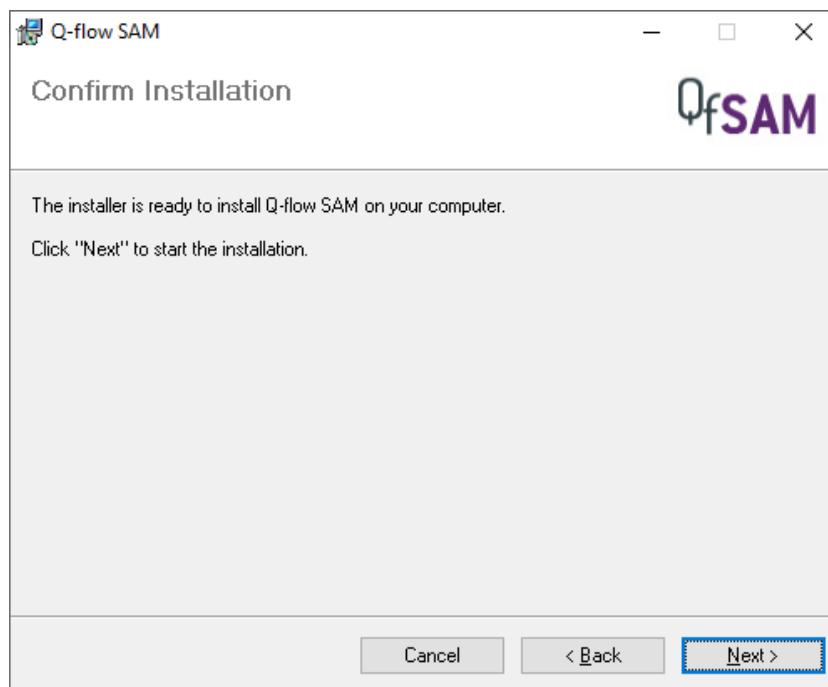 Q-flow SAM
Confirm Installation
QfSAM
The installer is ready to install Q-flow SAM on your computer.
Click "Next" to start the installation.
Cancel
< Back
Next >